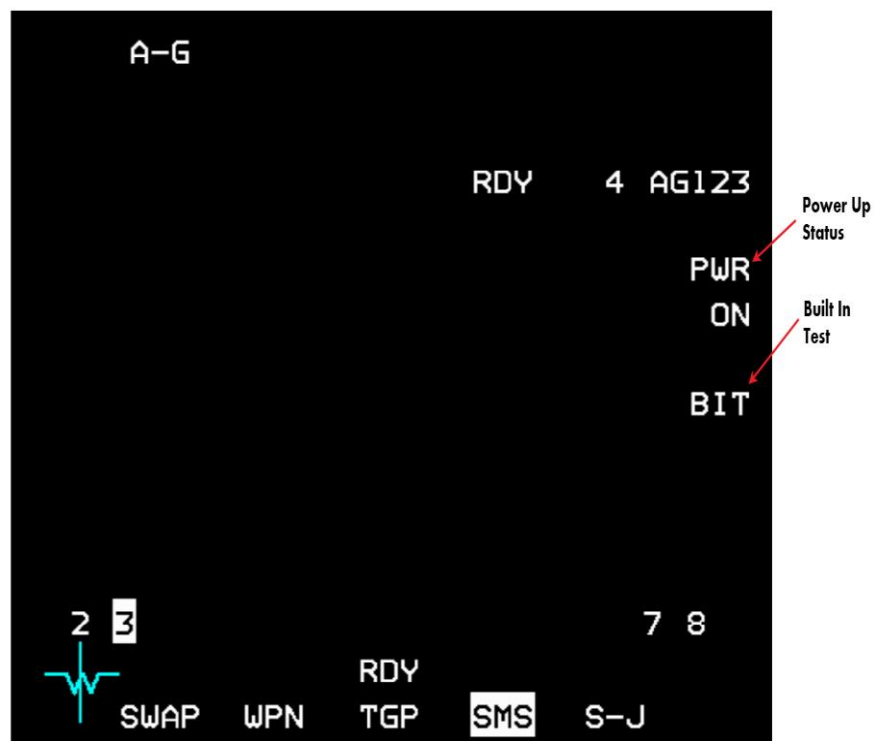 A-G
RDY 4 AG123
Power Up
Status
PWR
ON
Built In
Test
BIT
2 3 7 8
RDY
SWAP WPN TGP SMS S-J